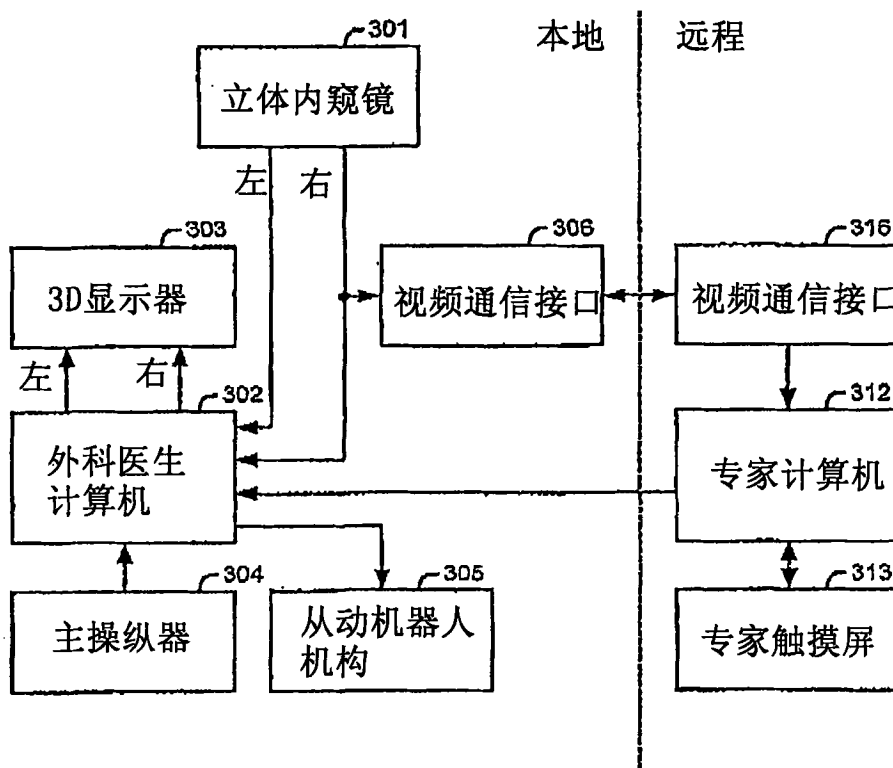 301
本地
远程
立体内窥镜
左
右
303
306
316
3D显示器
视频通信接口
视频通信接口
左
右
302
312
外科医生
计算机
专家计算机
304
305
313
主操纵器
从动机器人
机构
专家触摸屏